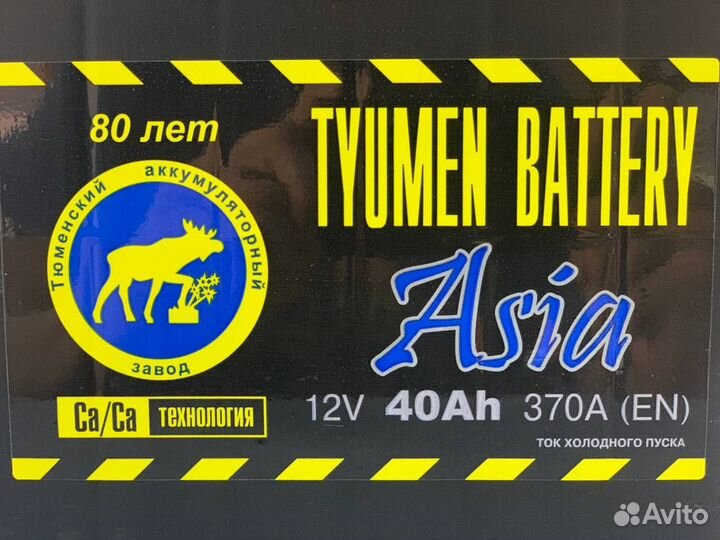 80 лет
Тюменский аккумуляторный
завод
Ca/Ca технология
TYUMEN BATTERY
Asia
12V 40Ah 370A (EN)
ТОК ХОЛОДНОГО ПУСКА
Avito